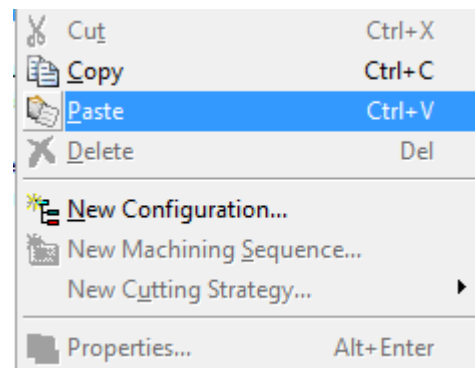 Cut Ctrl+X
Copy Ctrl+C
Paste Ctrl+V
Delete Del
New Configuration...
New Machining Sequence...
New Cutting Strategy...
Properties... Alt+Enter